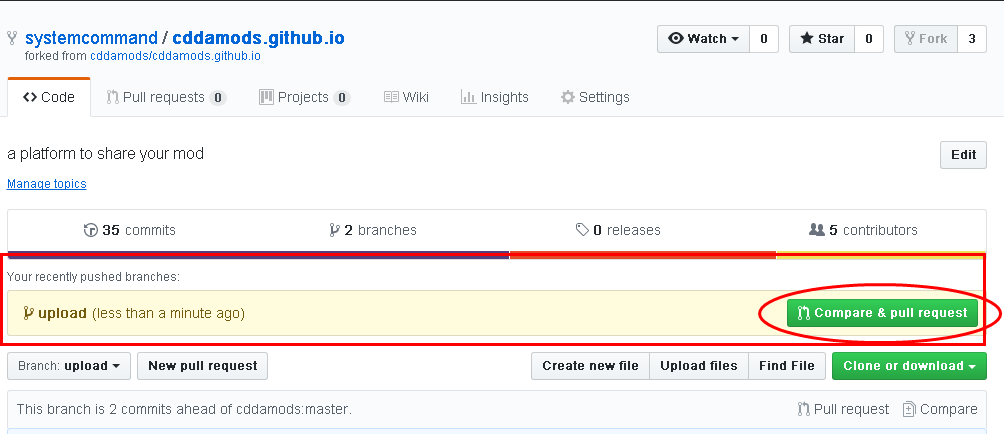 systemcommand / cddamods.github.io
Watch 0 Star 0 Fork 3
forked from cddamods/cddamods.github.io
Code Pull requests 0 Projects 0 Wiki Insights Settings
a platform to share your mod
Edit
Manage topics
35 commits 2 branches 0 releases 5 contributors
Your recently pushed branches:
upload (less than a minute ago) Compare & pull request
Branch: upload New pull request Create new file Upload files Find File Clone or download
This branch is 2 commits ahead of cddamods:master. Pull request Compare